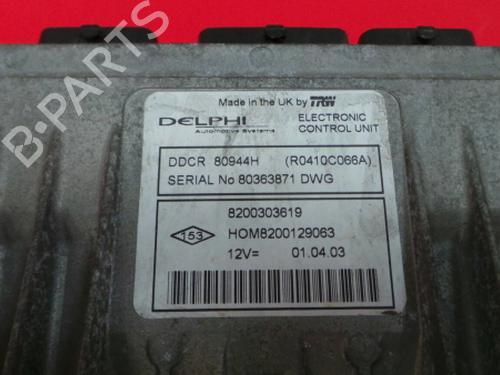 Made in the UK by TRW
DELPHI
Automotive Systems
ELECTRONIC
CONTROL UNIT
DDCR 80944H (R0410C066A)
SERIAL No 80363871 DWG
8200303619
153
HOM8200129063
12V= 01.04.03
B PARTS